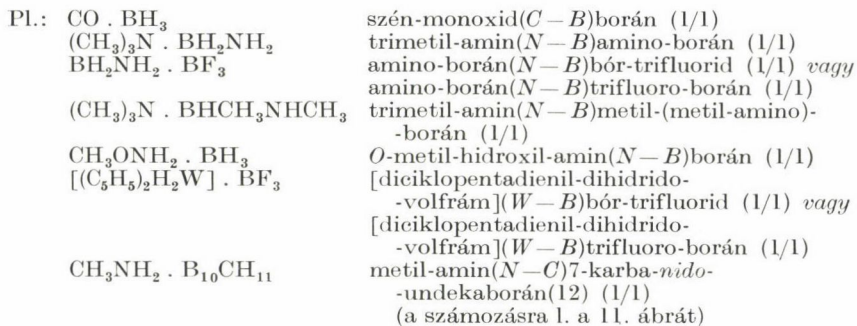 Pl.: CO . BH₃ szén-monoxid(C—B)borán (1/1)
(CH₃)₃N . BH₂NH₂ trimetil-amin(N—B)amino-borán (1/1)
BH₂NH₂ . BF₃ amino-borán(N—B)bór-trifluorid (1/1) vagy
amino-borán(N—B)trifluoro-borán (1/1)
(CH₃)₃N . BHCH₃NHCH₃ trimetil-amin(N—B)metil-(metil-amino)-
-borán (1/1)
CH₃ONH₂ . BH₃ O-metil-hidroxil-amin(N—B)borán (1/1)
[(C₅H₅)₂H₂W] . BF₃ [diciklopentadienil-dihidrido-
-volfrám](W—B)bór-trifluorid (1/1) vagy
[diciklopentadienil-dihidrido-
-volfrám](W—B)trifluoro-borán (1/1)
CH₃NH₂ . B₁₀CH₁₁ metil-amin(N—C)7-karba-nido-
-undekaborán(12) (1/1)
(a számozásra l. a 11. ábrát)